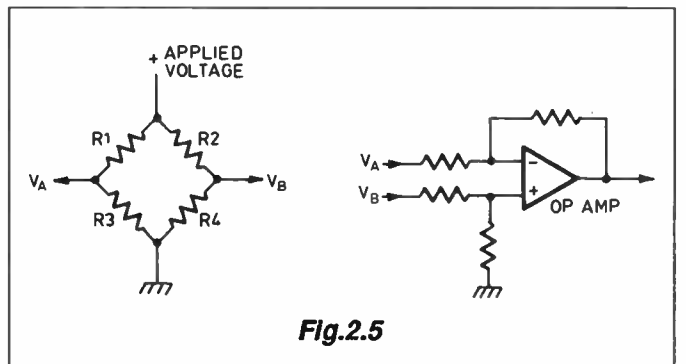 + APPLIED
VOLTAGE
R1
R2
VA
VB
R3
R4
VA
VB
-
+
OP AMP
Fig.2.5